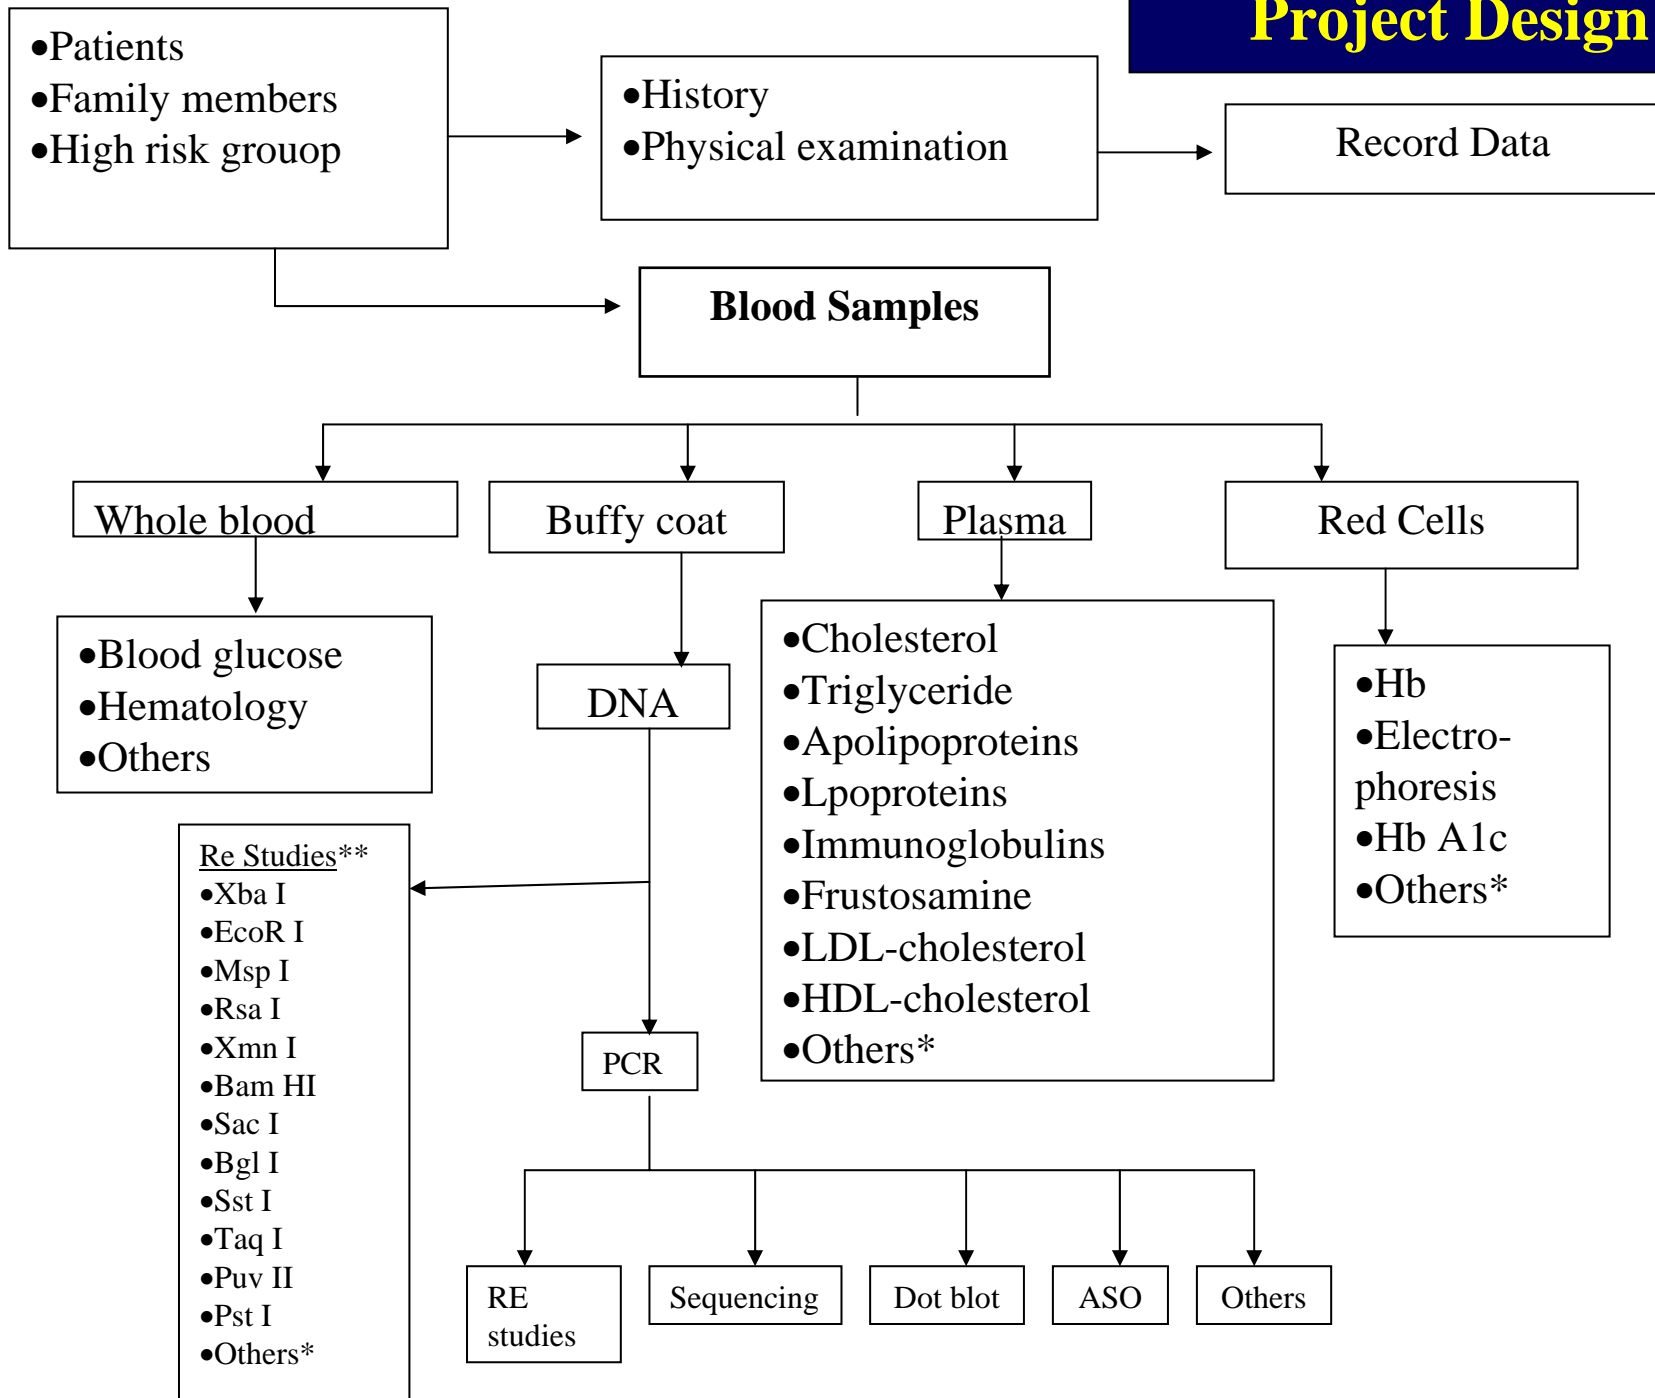 Project Design
•Patients
•Family members
•High risk grouop
•History
•Physical examination
Record Data
Blood Samples
Whole blood
Buffy coat
Plasma
Red Cells
•Blood glucose
•Hematology
•Others
DNA
•Cholesterol
•Triglyceride
•Apolipoproteins
•Lpoproteins
•Immunoglobulins
•Frustosamine
•LDL-cholesterol
•HDL-cholesterol
•Others*
•Hb
•Electro-
phoresis
•Hb A1c
•Others*
Re Studies**
•Xba I
•EcoR I
•Msp I
•Rsa I
•Xmn I
•Bam HI
•Sac I
•Bgl I
•Sst I
•Taq I
•Puv II
•Pst I
•Others*
PCR
RE
studies
Sequencing
Dot blot
ASO
Others